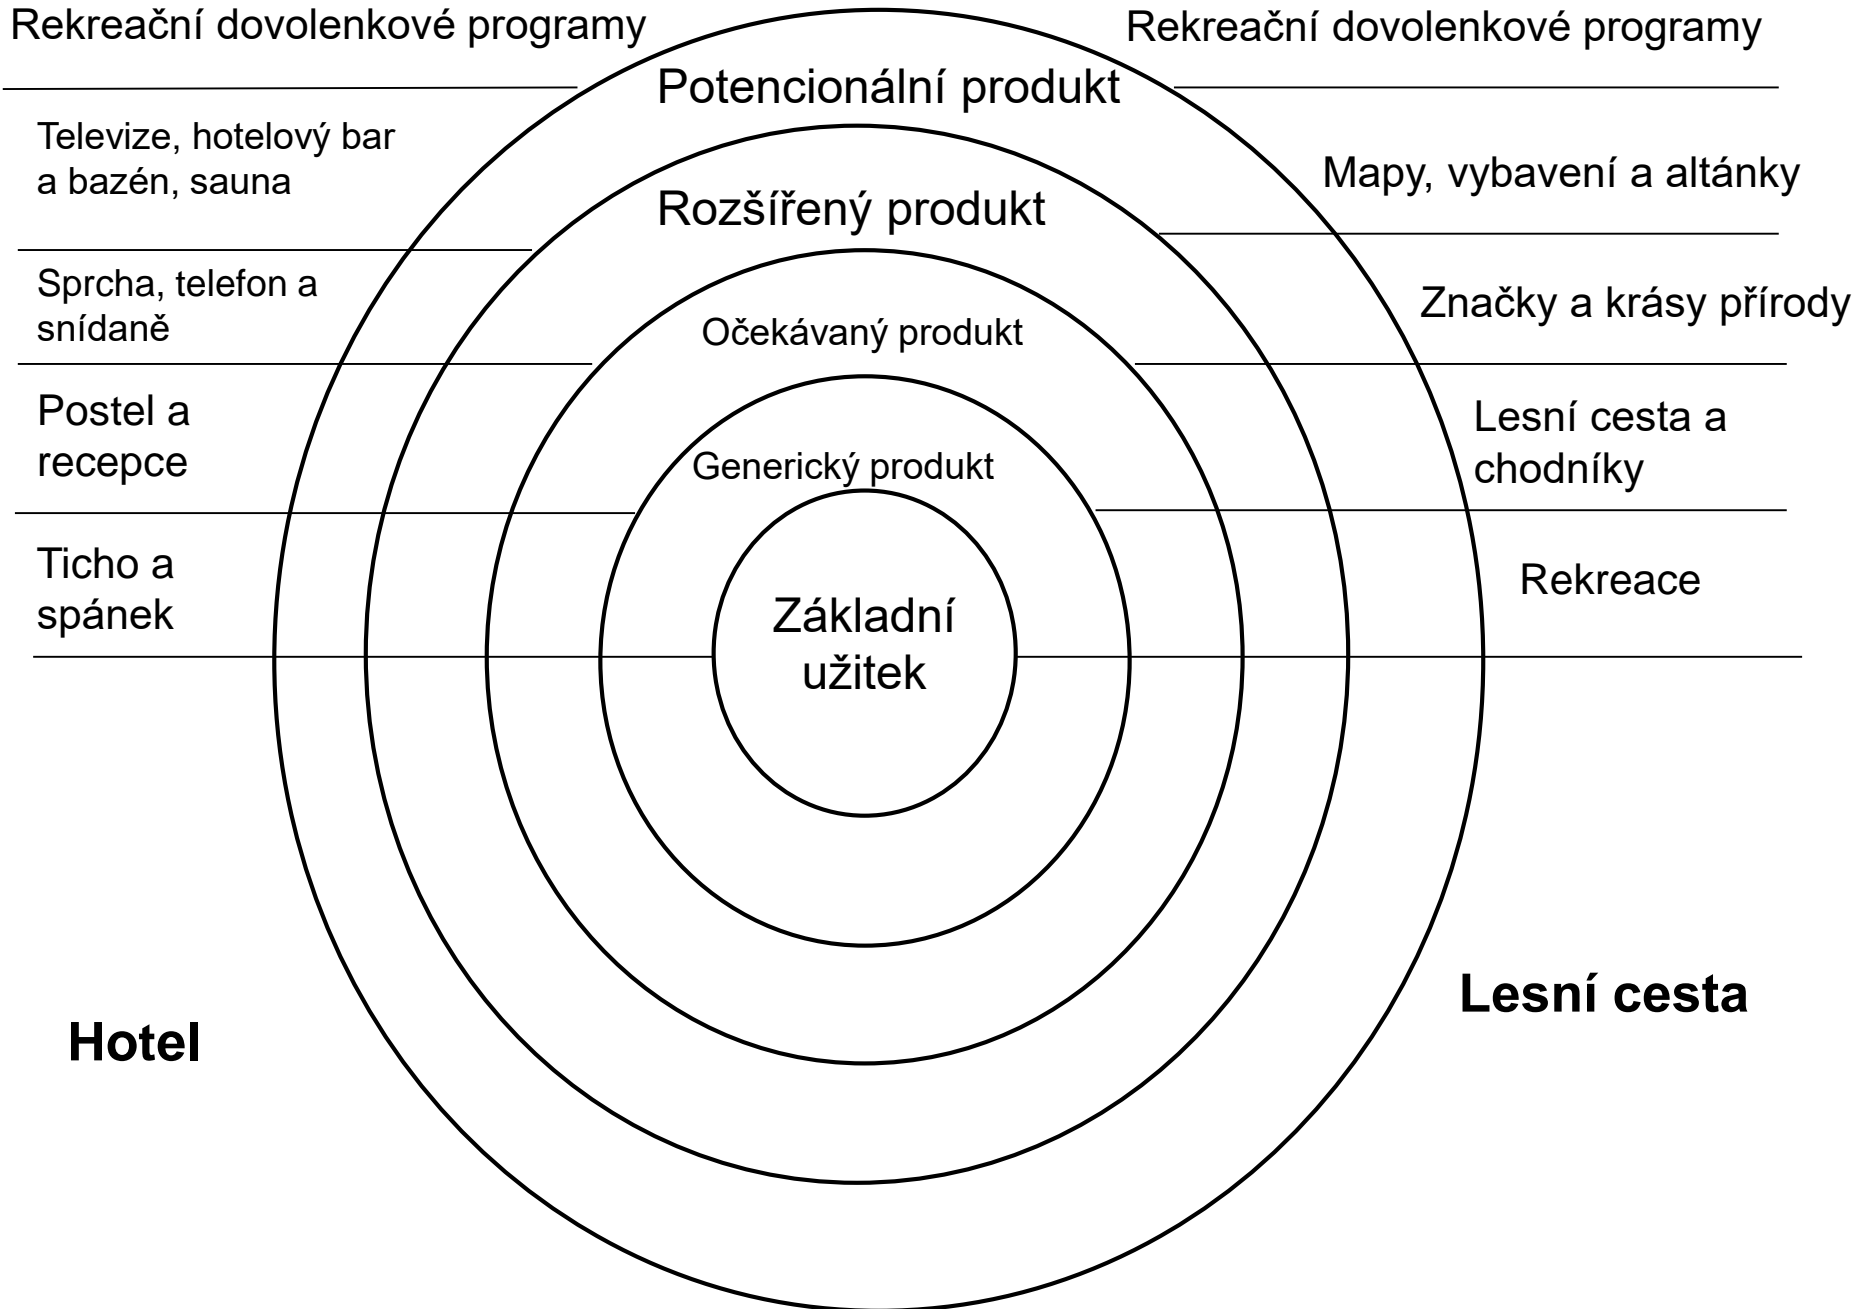 Rekreační dovolenkové programy
Rekreační dovolenkové programy
Potencionální produkt
Televize, hotelový bar
a bazén, sauna
Mapy, vybavení a altánky
Rozšířený produkt
Sprcha, telefon a
snídaně
Značky a krásy přírody
Očekávaný produkt
Postel a
recepce
Lesní cesta a
chodníky
Generický produkt
Ticho a
spánek
Rekreace
Základní
užitek
Lesní cesta
Hotel